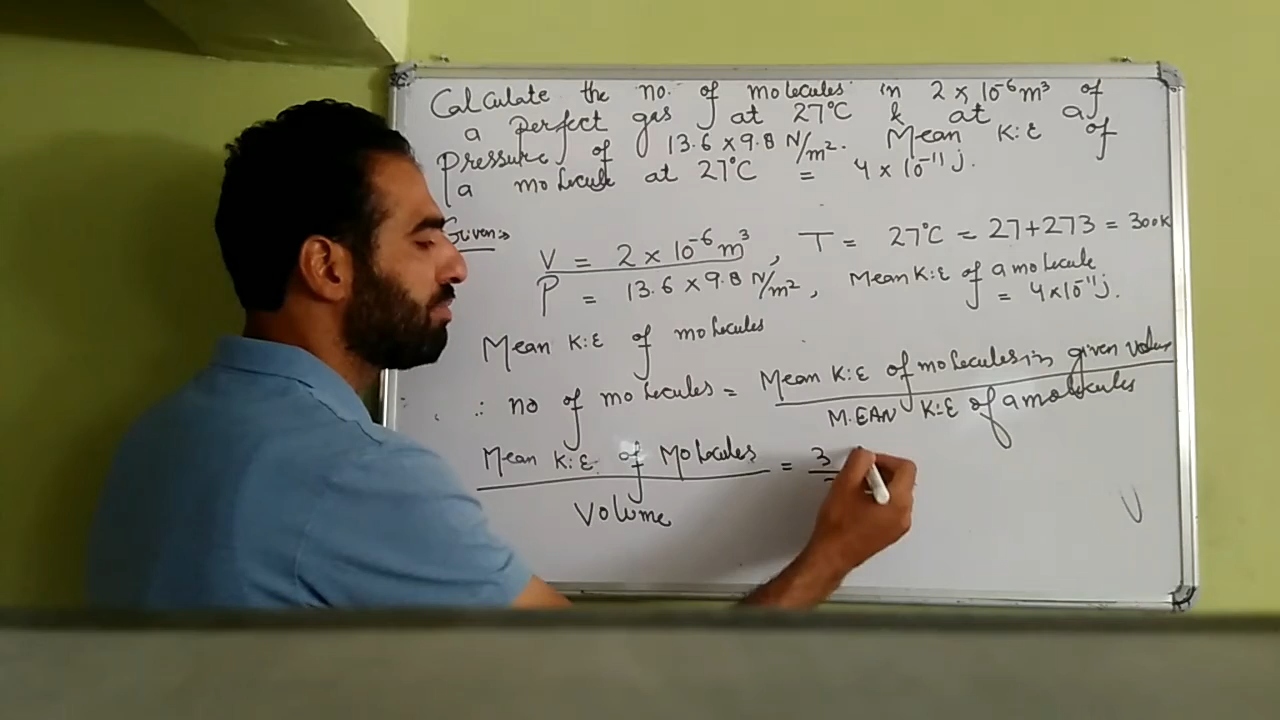 Calculate the no. of molecules in 2 x 10⁻⁶ m³ of
a perfect gas at 27°C & at a
pressure of 13.6 x 9.8 N/m². Mean K:E of
a molecule at 27°C = 4 x 10⁻¹¹ j.
Given:
V = 2 x 10⁻⁶ m³, T = 27°C = 27+273 = 300K
P = 13.6 x 9.8 N/m², Mean K:E of a molecule
= 4x10⁻¹¹ j.
Mean K:E of molecules
∴ no of molecules = Mean K:E of molecules in given volume
M.EAN K:E of a molecules
Mean K:E of Molecules = 3
Volume